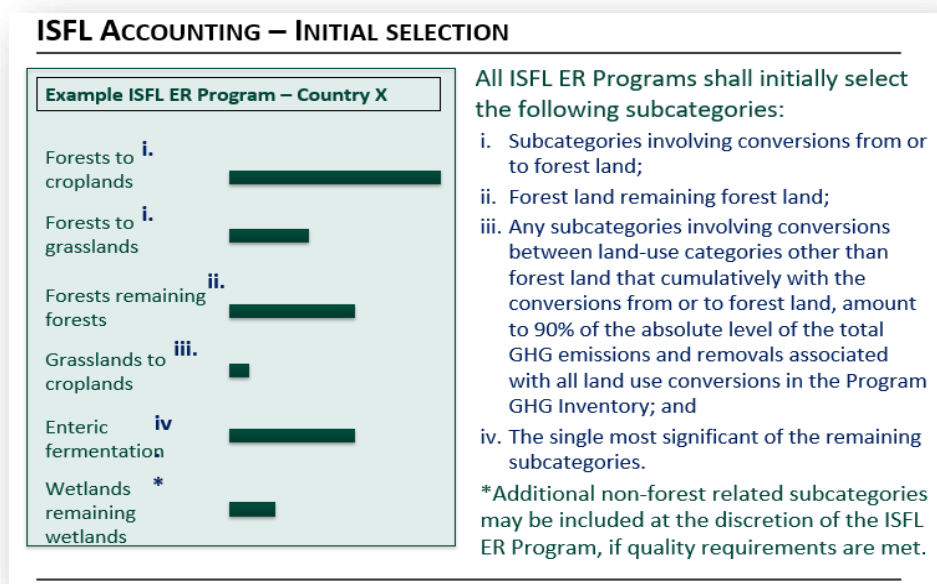 ISFL ACCOUNTING – INITIAL SELECTION
Example ISFL ER Program – Country X
Forests to i.
croplands
Forests to i.
grasslands
Forests remaining ii.
forests
Grasslands to iii.
croplands
Enteric iv
fermentation.
Wetlands *
remaining
wetlands
All ISFL ER Programs shall initially select
the following subcategories:
i. Subcategories involving conversions from or
to forest land;
ii. Forest land remaining forest land;
iii. Any subcategories involving conversions
between land-use categories other than
forest land that cumulatively with the
conversions from or to forest land, amount
to 90% of the absolute level of the total
GHG emissions and removals associated
with all land use conversions in the Program
GHG Inventory; and
iv. The single most significant of the remaining
subcategories.
*Additional non-forest related subcategories
may be included at the discretion of the ISFL
ER Program, if quality requirements are met.